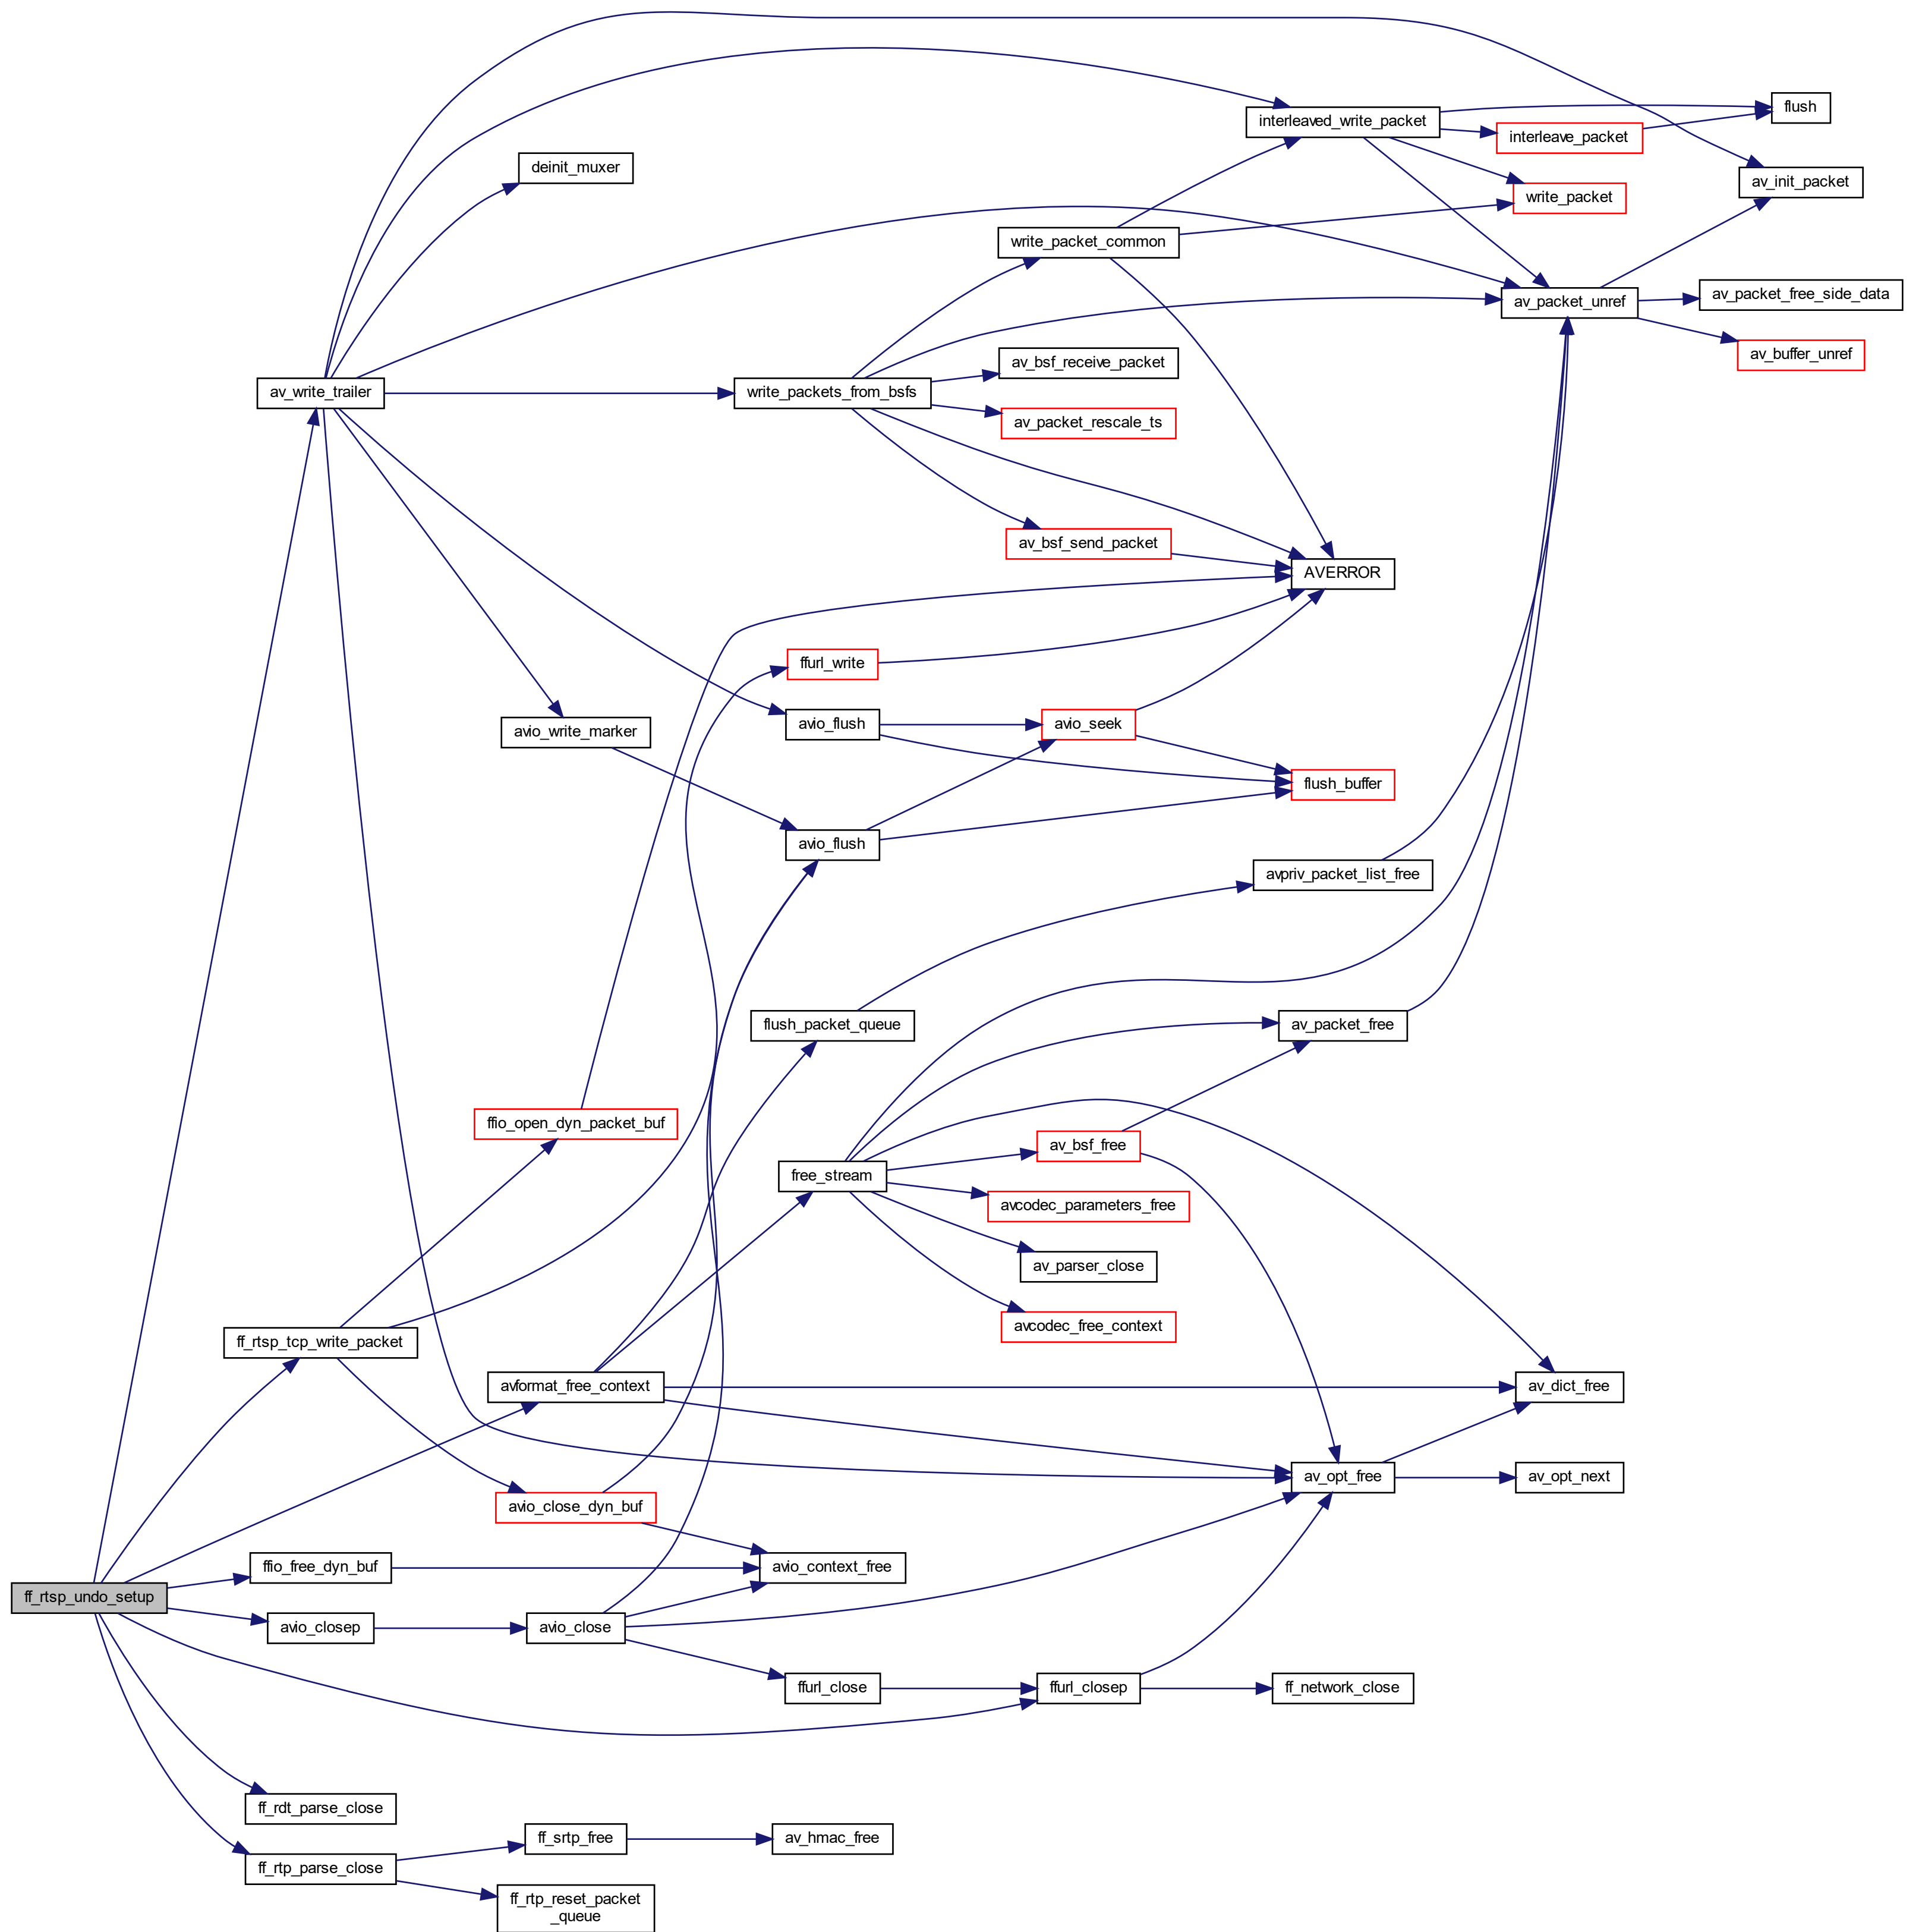 flush
interleaved_write_packet
interleave_packet
deinit_muxer
av_init_packet
write_packet
write_packet_common
av_packet_unref
av_packet_free_side_data
av_buffer_unref
av_bsf_receive_packet
av_write_trailer
write_packets_from_bsfs
av_packet_rescale_ts
av_bsf_send_packet
AVERROR
ffurl_write
avio_write_marker
avio_flush
avio_seek
flush_buffer
avio_flush
avpriv_packet_list_free
flush_packet_queue
av_packet_free
ffio_open_dyn_packet_buf
av_bsf_free
free_stream
avcodec_parameters_free
av_parser_close
avcodec_free_context
ff_rtsp_tcp_write_packet
avformat_free_context
av_dict_free
av_opt_free
av_opt_next
avio_close_dyn_buf
ffio_free_dyn_buf
avio_context_free
ff_rtsp_undo_setup
avio_closep
avio_close
ffurl_close
ffurl_closep
ff_network_close
ff_rdt_parse_close
ff_srtp_free
av_hmac_free
ff_rtp_parse_close
ff_rtp_reset_packet
_queue